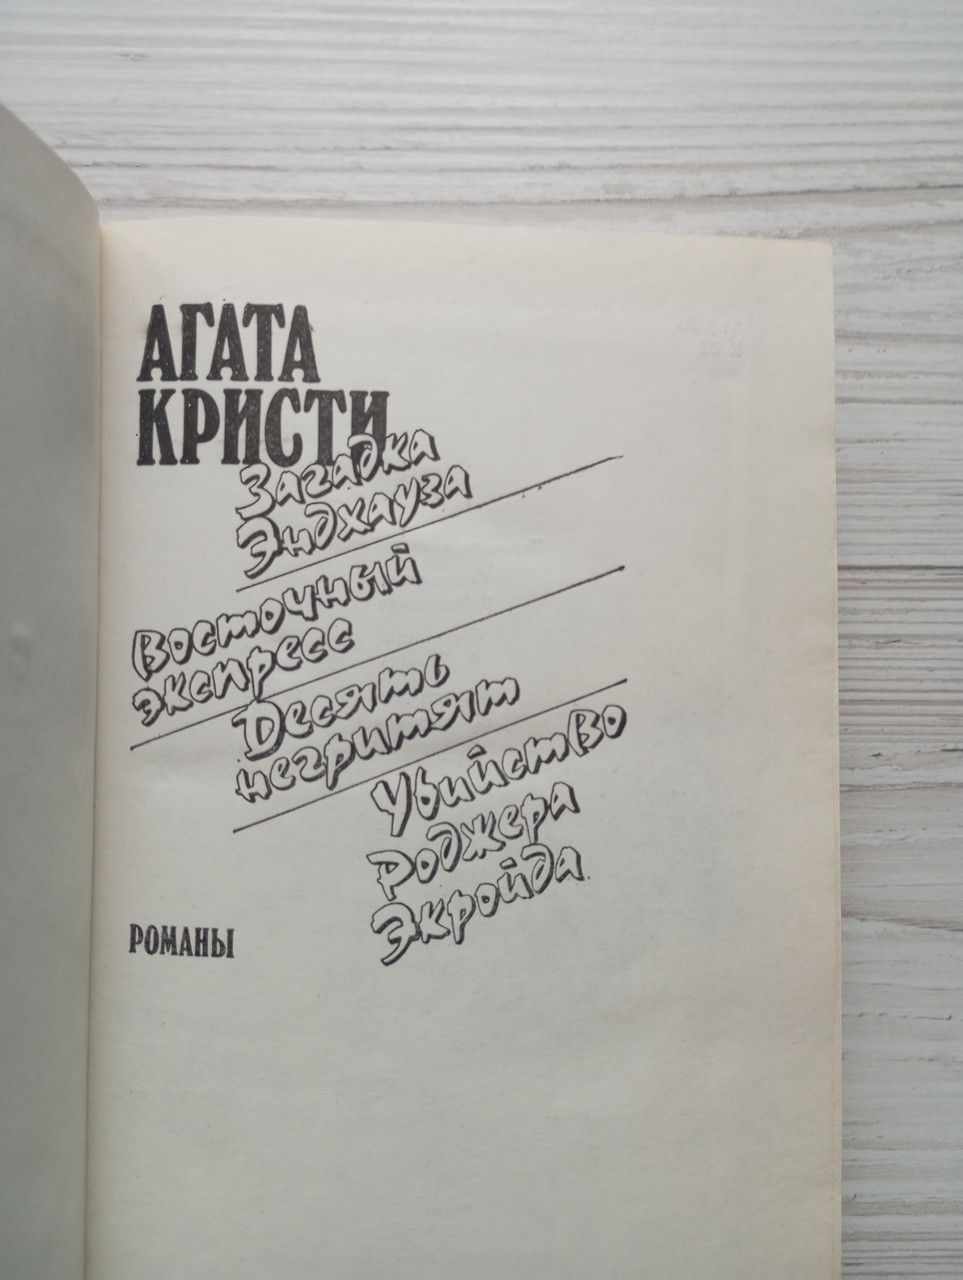 АГАТА
КРИСТИ
Загадка
Эндхауза
Восточный
экспресс
Десять
негритят
Убийство
Роджера
Экройда
РОМАНЫ